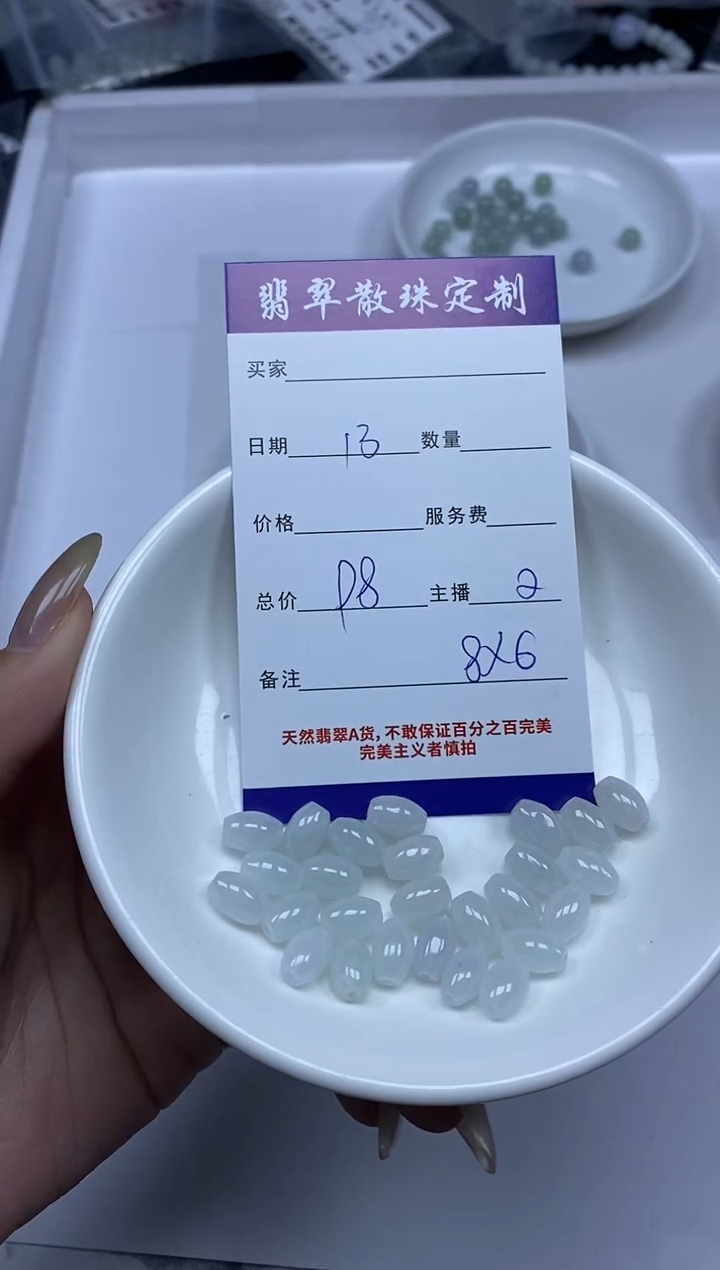 翡翠散珠定制
买家
日期 13 数量
价格 服务费
总价 P8 主播 2
8X6
备注
天然翡翠A货,不敢保证百分之百完美
完美主义者慎拍